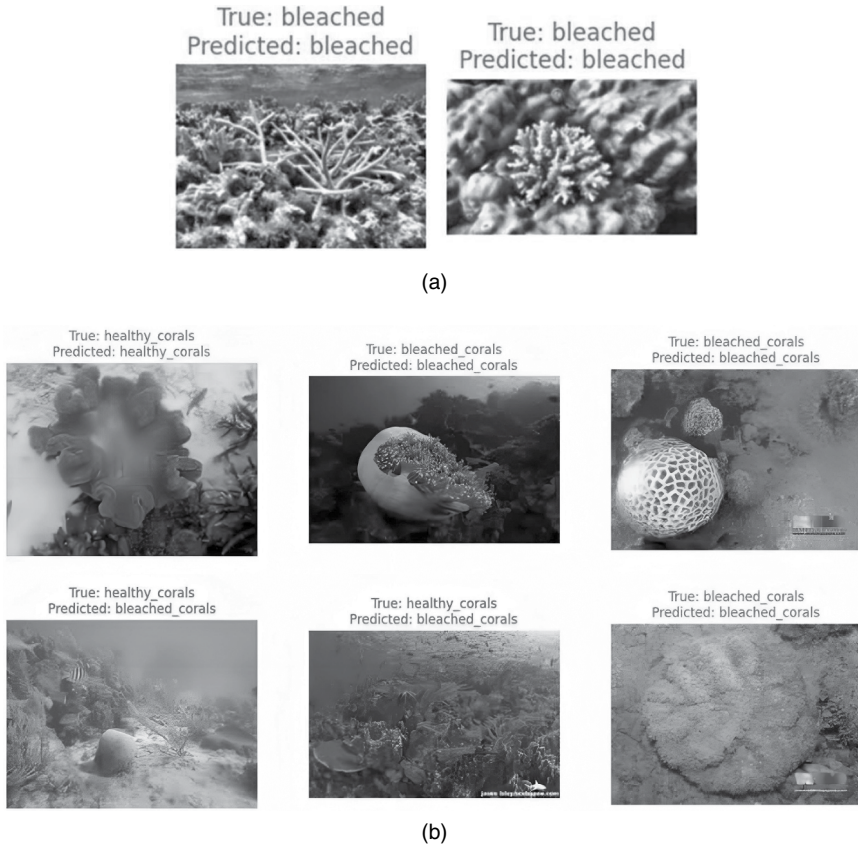 True: bleached
Predicted: bleached
True: bleached
Predicted: bleached
(a)
True: healthy_corals
Predicted: healthy_corals
True: bleached_corals
Predicted: bleached_corals
True: bleached_corals
Predicted: bleached_corals
True: healthy_corals
Predicted: bleached_corals
True: healthy_corals
Predicted: bleached_corals
True: bleached_corals
Predicted: bleached_corals
(b)